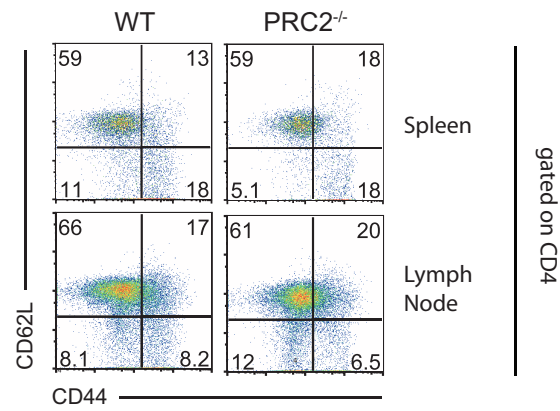 WT PRC2-/-
59 13 59 18
11 18 5.1 18
Spleen
66 17 61 20
8.1 8.2 12 6.5
Lymph
Node
CD62L
CD44
gated on CD4